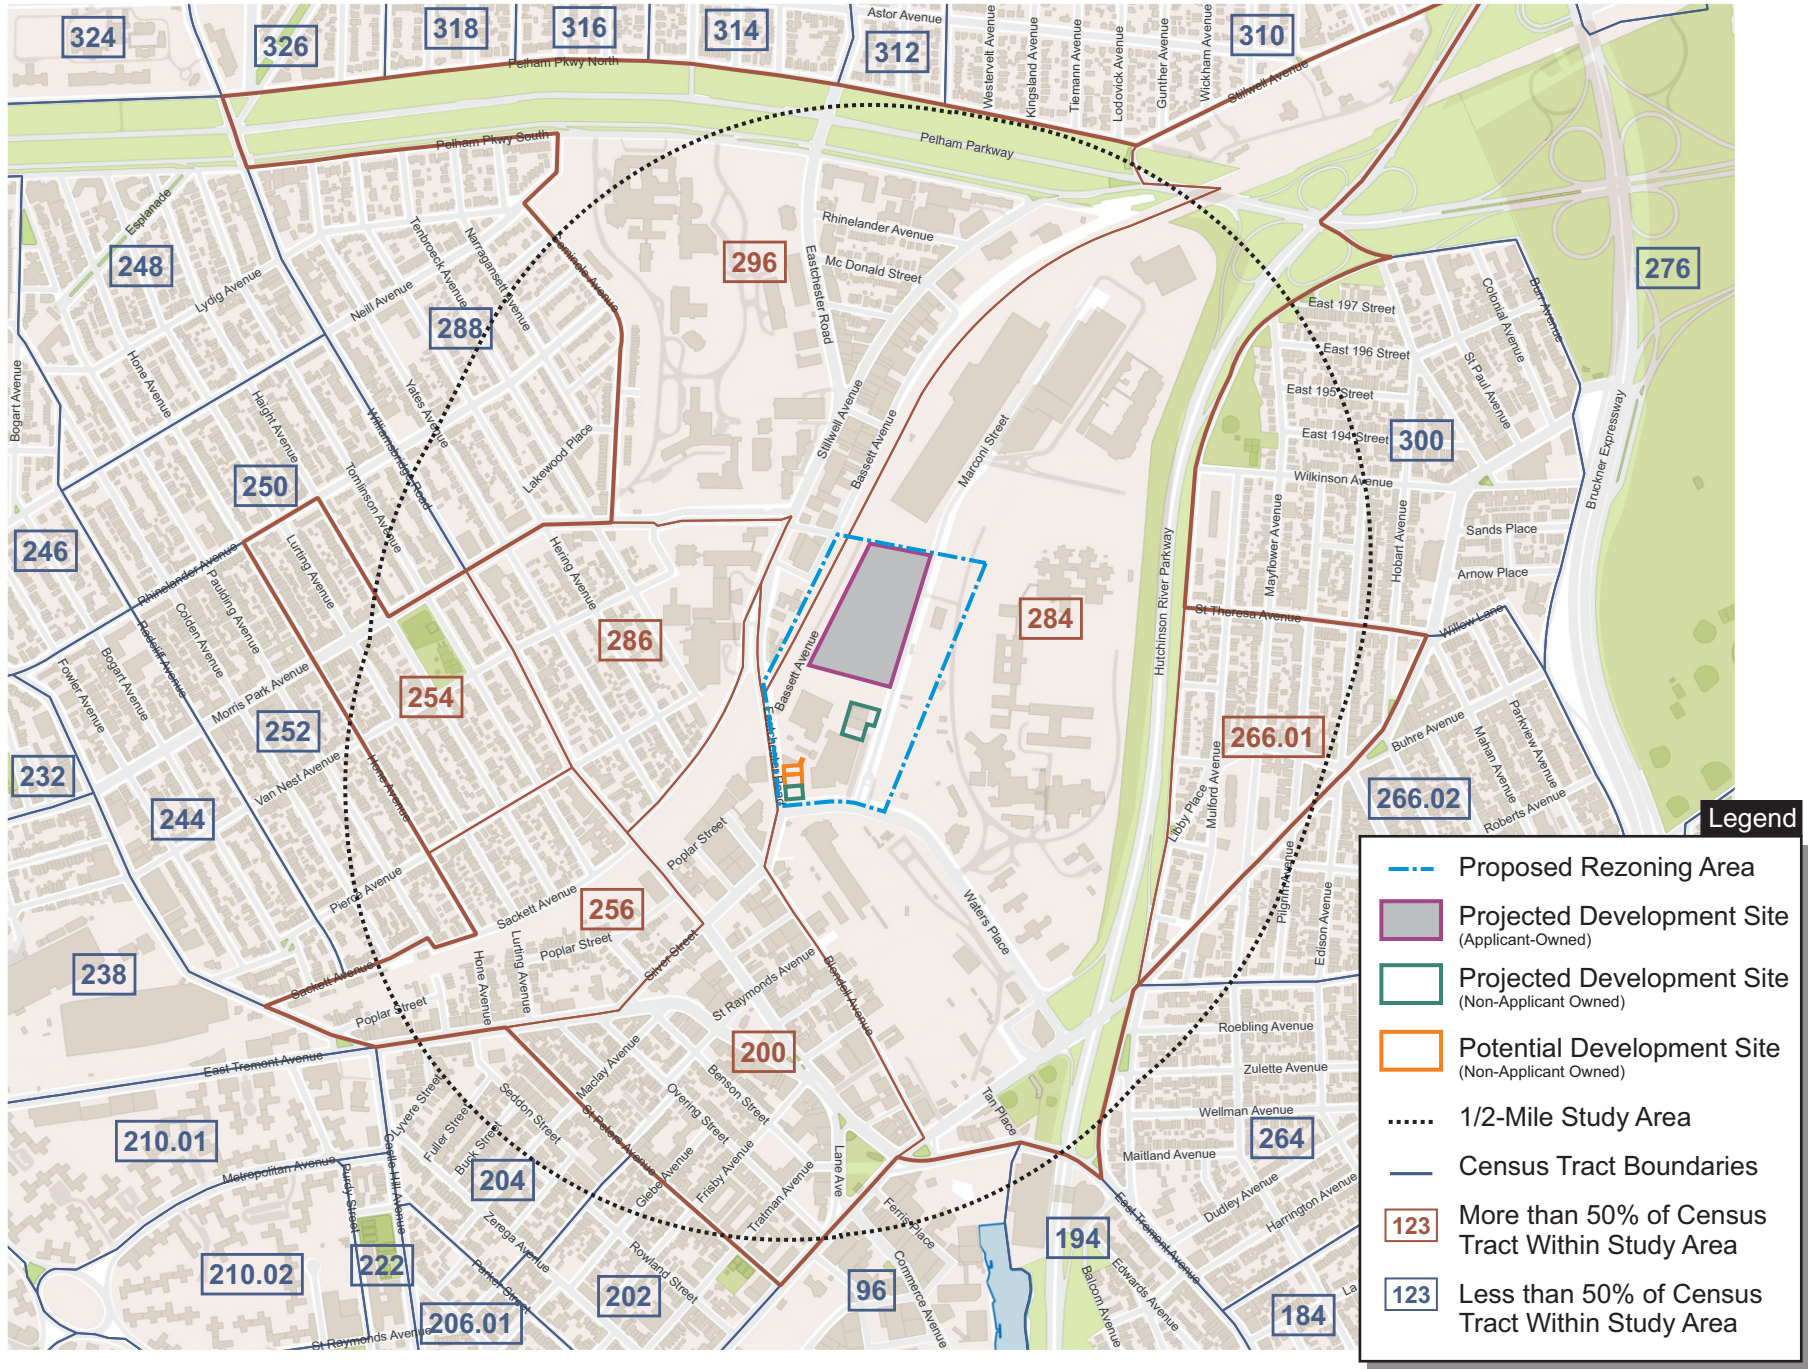 324
326
318
316
314
312
310
Astor Avenue
Westervelt Avenue
Kingsland Avenue
Tiemann Avenue
Lodovick Avenue
Gunther Avenue
Wickham Avenue
Stillwell Avenue
Pelham Pkwy North
Pelham Pkwy South
Pelham Parkway
Esplanade
248
Lydig Avenue
Neill Avenue
Tenbroeck Avenue
Narragansett Avenue
Seminole Avenue
288
296
Rhinelander Avenue
Mc Donald Street
Eastchester Road
276
East 197 Street
East 196 Street
East 195 Street
East 194 Street
Colonial Avenue
Burr Avenue
St Paul Avenue
300
Wilkinson Avenue
Bruckner Expressway
Bogart Avenue
Hone Avenue
Haight Avenue
Yates Avenue
Williamsbridge Road
Tomlinson Avenue
Lakewood Place
Stillwell Avenue
Bassett Avenue
Marconi Street
250
246
Rhinelander Avenue
Lurting Avenue
Paulding Avenue
Colden Avenue
Radcliff Avenue
Bogart Avenue
Fowler Avenue
Morris Park Avenue
Hering Avenue
286
284
254
252
232
244
Van Nest Avenue
Hone Avenue
Pierce Avenue
Bassett Avenue
Eastchester Road
Hutchinson River Parkway
Mayflower Avenue
Hobart Avenue
Sands Place
Arnow Place
St Theresa Avenue
Willow Lane
266.01
266.02
Buhre Avenue
Mahan Avenue
Parkview Avenue
Roberts Avenue
Libby Place
Mulford Avenue
Pilgrim Avenue
Edison Avenue
Poplar Street
Sackett Avenue
256
Poplar Street
Silver Street
Waters Place
238
Sackett Avenue
Hone Avenue
Lurting Avenue
Poplar Street
St Raymonds Avenue
Blondell Avenue
200
East Tremont Avenue
Maclay Avenue
Benson Street
Overing Street
Seddon Street
St Peters Avenue
Lyvere Street
Fuller Street
Buck Street
Castle Hill Avenue
Glebe Avenue
Frisby Avenue
Tratman Avenue
Lane Ave
Tan Place
Roebling Avenue
Zulette Avenue
Wellman Avenue
Maitland Avenue
264
Dudley Avenue
Harrington Avenue
La
210.01
Metropolitan Avenue
Purdy Street
204
Zerega Avenue
Parker Street
Rowland Street
Ferris Place
Commerce Avenue
194
East Tremont Avenue
Edwards Avenue
Balcom Avenue
210.02
222
St Raymonds Avenue
206.01
202
96
184
Legend
Proposed Rezoning Area
Projected Development Site
(Applicant-Owned)
Projected Development Site
(Non-Applicant Owned)
Potential Development Site
(Non-Applicant Owned)
1/2-Mile Study Area
Census Tract Boundaries
123
More than 50% of Census
Tract Within Study Area
123
Less than 50% of Census
Tract Within Study Area